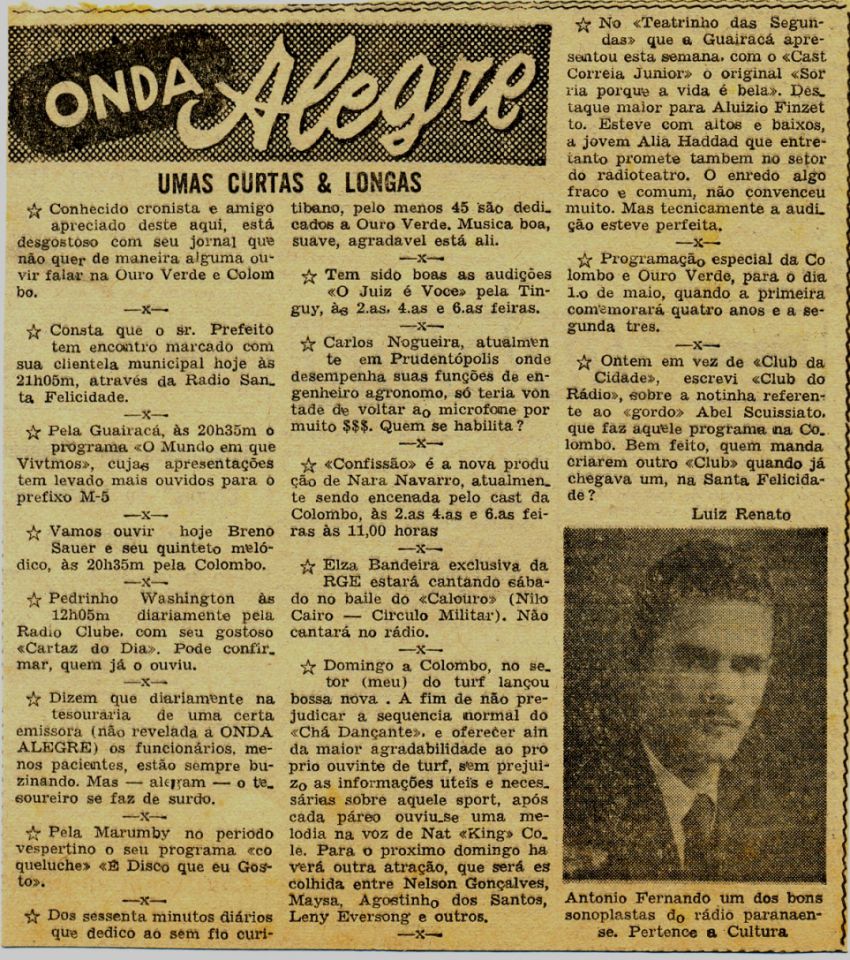 ONDA Alegre
UMAS CURTAS & LONGAS
☆ Conhecido cronista e amigo
apreciado deste aqui, está
desgostoso com seu jornal que
não quer de maneira alguma ou-
vir falar na Ouro Verde e Colom
bo.
—x—
☆ Consta que o sr. Prefeito
tem encontro marcado com
sua clientela municipal hoje às
21h05m, através da Radio San_
ta Felicidade.
—x—
☆ Pela Guairacá, às 20h35m o
programa «O Mundo em que
Vivtmos», cujas apresentações
tem levado mais ouvidos para o
prefixo M-5
—x—
☆ Vamos ouvir hoje Breno
Sauer e seu quinteto meló-
dico, às 20h35m pela Colombo.
—x—
☆ Pedrinho Washington às
12h05m diariamente pela
Radio Clube, com seu gostoso
«Cartaz do Dia». Pode confir_
mar, quem já o ouviu.
—x—
☆ Dizem que diariamente na
tesouraria de uma certa
emissora (não revelada a ONDA
ALEGRE) os funcionários, me-
nos pacientes, estão sempre bu-
zinando. Mas — alegram — o te_
soureiro se faz de surdo.
—x—
☆ Pela Marumby no periodo
vespertino o seu programa «co
queluche» «É Disco que eu Gos-
to».
—x—
☆ Dos sessenta minutos diários
que dedico ao sem fio curi-
tibano, pelo menos 45 são dedi_
cados a Ouro Verde. Musica boa,
suave, agradavel está ali.
—x—
☆ Tem sido boas as audições
«O Juiz é Voce» pela Tin-
guy, às 2.as. 4.as e 6.as feiras.
—x—
☆ Carlos Nogueira, atualmen
te em Prudentópolis onde
desempenha suas funções de en-
genheiro agronomo, só teria von
tade de voltar ao microfone por
muito $$$. Quem se habilita?
—x—
☆ «Confissão» é a nova produ
ção de Nara Navarro, atualmen_
te sendo encenada pelo cast da
Colombo, às 2.as 4.as e 6.as fei-
ras às 11,00 horas
—x—
☆ Elza Bandeira exclusiva da
RGE estará cantando sába-
do no baile do «Calouro» (Nilo
Cairo — Circulo Militar). Não
cantará no rádio.
—x—
☆ Domingo a Colombo, no se_
tor (meu) do turf lançou
bossa nova . A fim de não pre-
judicar a sequencia normal do
«Chá Dançante», e oferecer ain
da maior agradabilidade ao pro
prio ouvinte de turf, sem prejui-
zo as informações uteis e neces_
sárias sobre aquele sport, após
cada páreo ouviu_se uma me-
lodia na voz de Nat «King» Co_
le. Para o proximo domingo ha
verá outra atração, que será es
colhida entre Nelson Gonçalves,
Maysa, Agostinho dos Santos,
Leny Eversong e outros.
—x—
☆ No «Teatrinho das Segun-
das» que a Guairacá apre-
sentou esta semana, com o «Cast
Correia Junior» o original «Sor
ria porque a vida é bela». Des_
taque maior para Aluizio Finzet
to. Esteve com altos e baixos,
a jovem Alia Haddad que entre-
tanto promete tambem no setor
do radioteatro. O enredo algo
fraco e comum, não convenceu
muito. Mas tecnicamente a audi_
ção esteve perfeita.
—x—
☆ Programação especial da Co
lombo e Ouro Verde, para o dia
1.o de maio, quando a primeira
comemorará quatro anos e a se-
gunda tres.
—x—
☆ Ontem em vez de «Club da
Cidade», escrevi «Club do
Rádio», sobre a notinha referen-
te ao «gordo» Abel Scuissiato,
que faz aquele programa na Co_
lombo. Bem feito, quem manda
criarem outro «Club» quando já
chegava um, na Santa Felicida-
de?
Luiz Renato
Antonio Fernando um dos bons
sonoplastas do rádio paranaen-
se. Pertence a Cultura